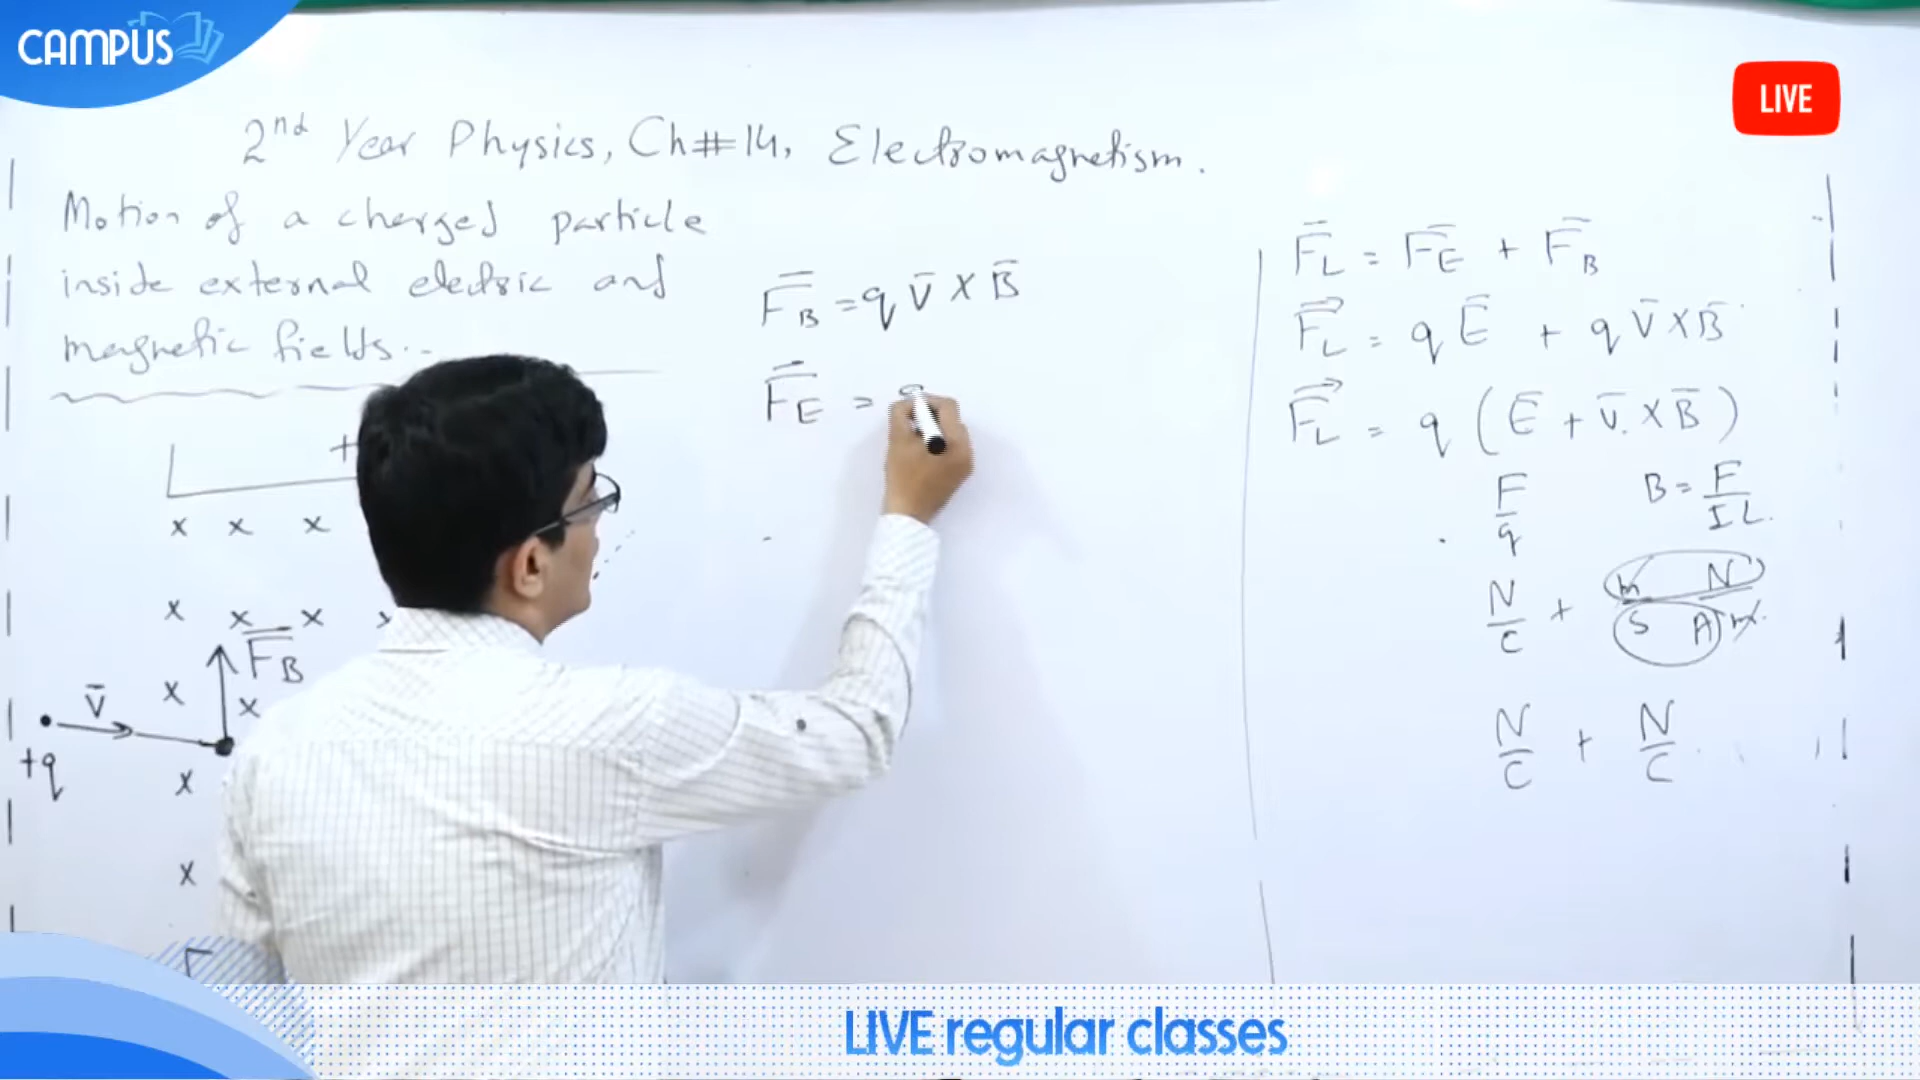 CAMPUS
LIVE
2nd Year Physics, Ch#14, Electromagnetism.
Motion of a charged particle
inside external electric and
magnetic fields.
+
x x x
x x x x
F̅B
x x
v̅
+q
x
x
F̅B = q v̅ × B̅
F̅E = q
F̅L = F̅E + F̅B
F⃗L = q E̅ + q v̅ × B̅
F⃗L = q (E̅ + v̅ × B̅)
F/q B = F/IL
N/C + m/s N/Am
N/C + N/C
LIVE regular classes